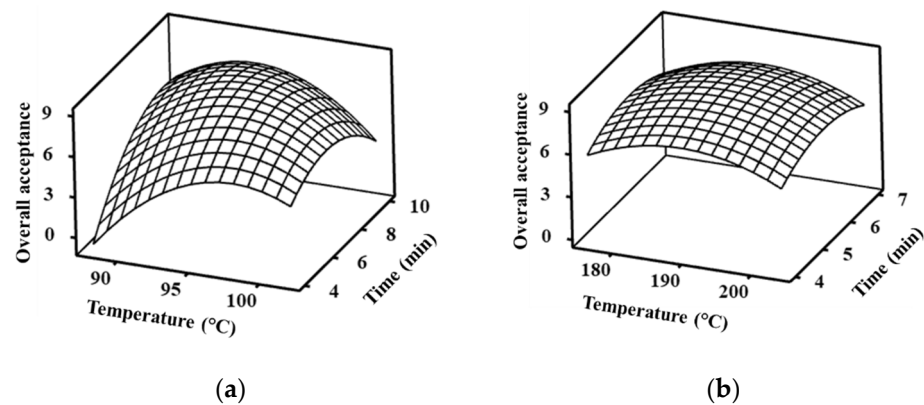 Overall acceptance
9
6
3
0
90
95
100
Temperature (°C)
4
6
8
10
Time (min)
(a)
Overall acceptance
9
6
3
0
180
190
200
Temperature (°C)
4
5
6
7
Time (min)
(b)